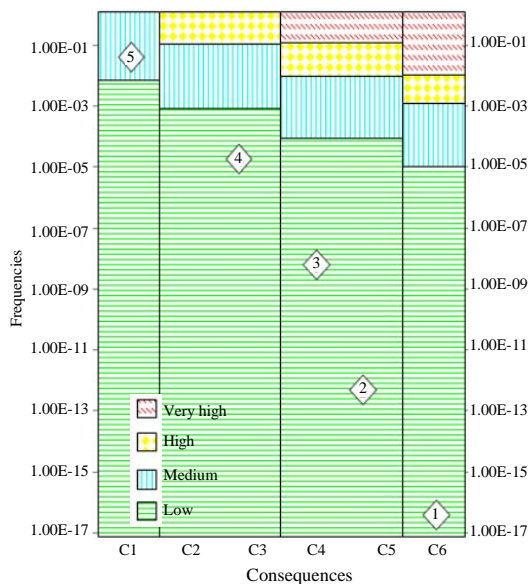 1.00E-01
1.00E-03
1.00E-05
1.00E-07
1.00E-09
1.00E-11
1.00E-13
1.00E-15
1.00E-17
Frequencies
5
4
3
2
1
Very high
High
Medium
Low
1.00E-01
1.00E-03
1.00E-05
1.00E-07
1.00E-09
1.00E-11
1.00E-13
1.00E-15
1.00E-17
C1 C2 C3 C4 C5 C6
Consequences